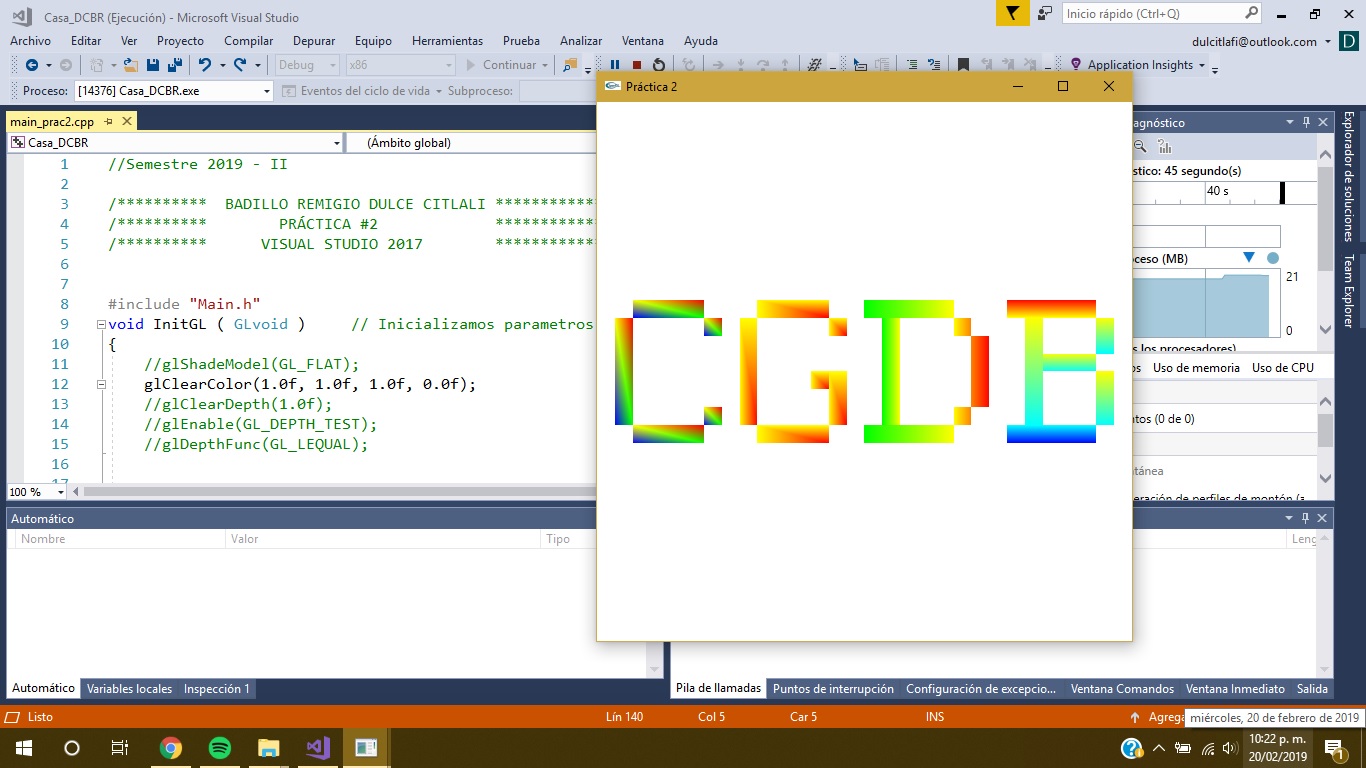 Casa_DCBR (Ejecución) - Microsoft Visual Studio
Inicio rápido (Ctrl+Q)
Archivo Editar Ver Proyecto Compilar Depurar Equipo Herramientas Prueba Analizar Ventana Ayuda
dulcitlafi@outlook.com D
Debug x86 Continuar Application Insights
Proceso: [14376] Casa_DCBR.exe Eventos del ciclo de vida Subproceso:
Práctica 2
main_prac2.cpp
Casa_DCBR (Ámbito global)
1 //Semestre 2019 - II
2
3 /********** BADILLO REMIGIO DULCE CITLALI ************
4 /********** PRÁCTICA #2 ************
5 /********** VISUAL STUDIO 2017 ************
6
7
8 #include "Main.h"
9 void InitGL ( GLvoid ) // Inicializamos parametros
10 {
11 //glShadeModel(GL_FLAT);
12 glClearColor(1.0f, 1.0f, 1.0f, 0.0f);
13 //glClearDepth(1.0f);
14 //glEnable(GL_DEPTH_TEST);
15 //glDepthFunc(GL_LEQUAL);
16
17
100 %
CGDB
agnóstico
stico: 45 segundo(s)
40 s
oceso (MB)
21
0
s los procesadores)
os Uso de memoria Uso de CPU
ntos (0 de 0)
ntánea
eración de perfiles de montón (a
Explorador de soluciones
Team Explorer
Automático
Nombre Valor Tipo
Leng
Automático Variables locales Inspección 1
Pila de llamadas Puntos de interrupción Configuración de excepcio... Ventana Comandos Ventana Inmediato Salida
Listo Lín 140 Col 5 Car 5 INS Agrega
miércoles, 20 de febrero de 2019
10:22 p. m.
20/02/2019
1